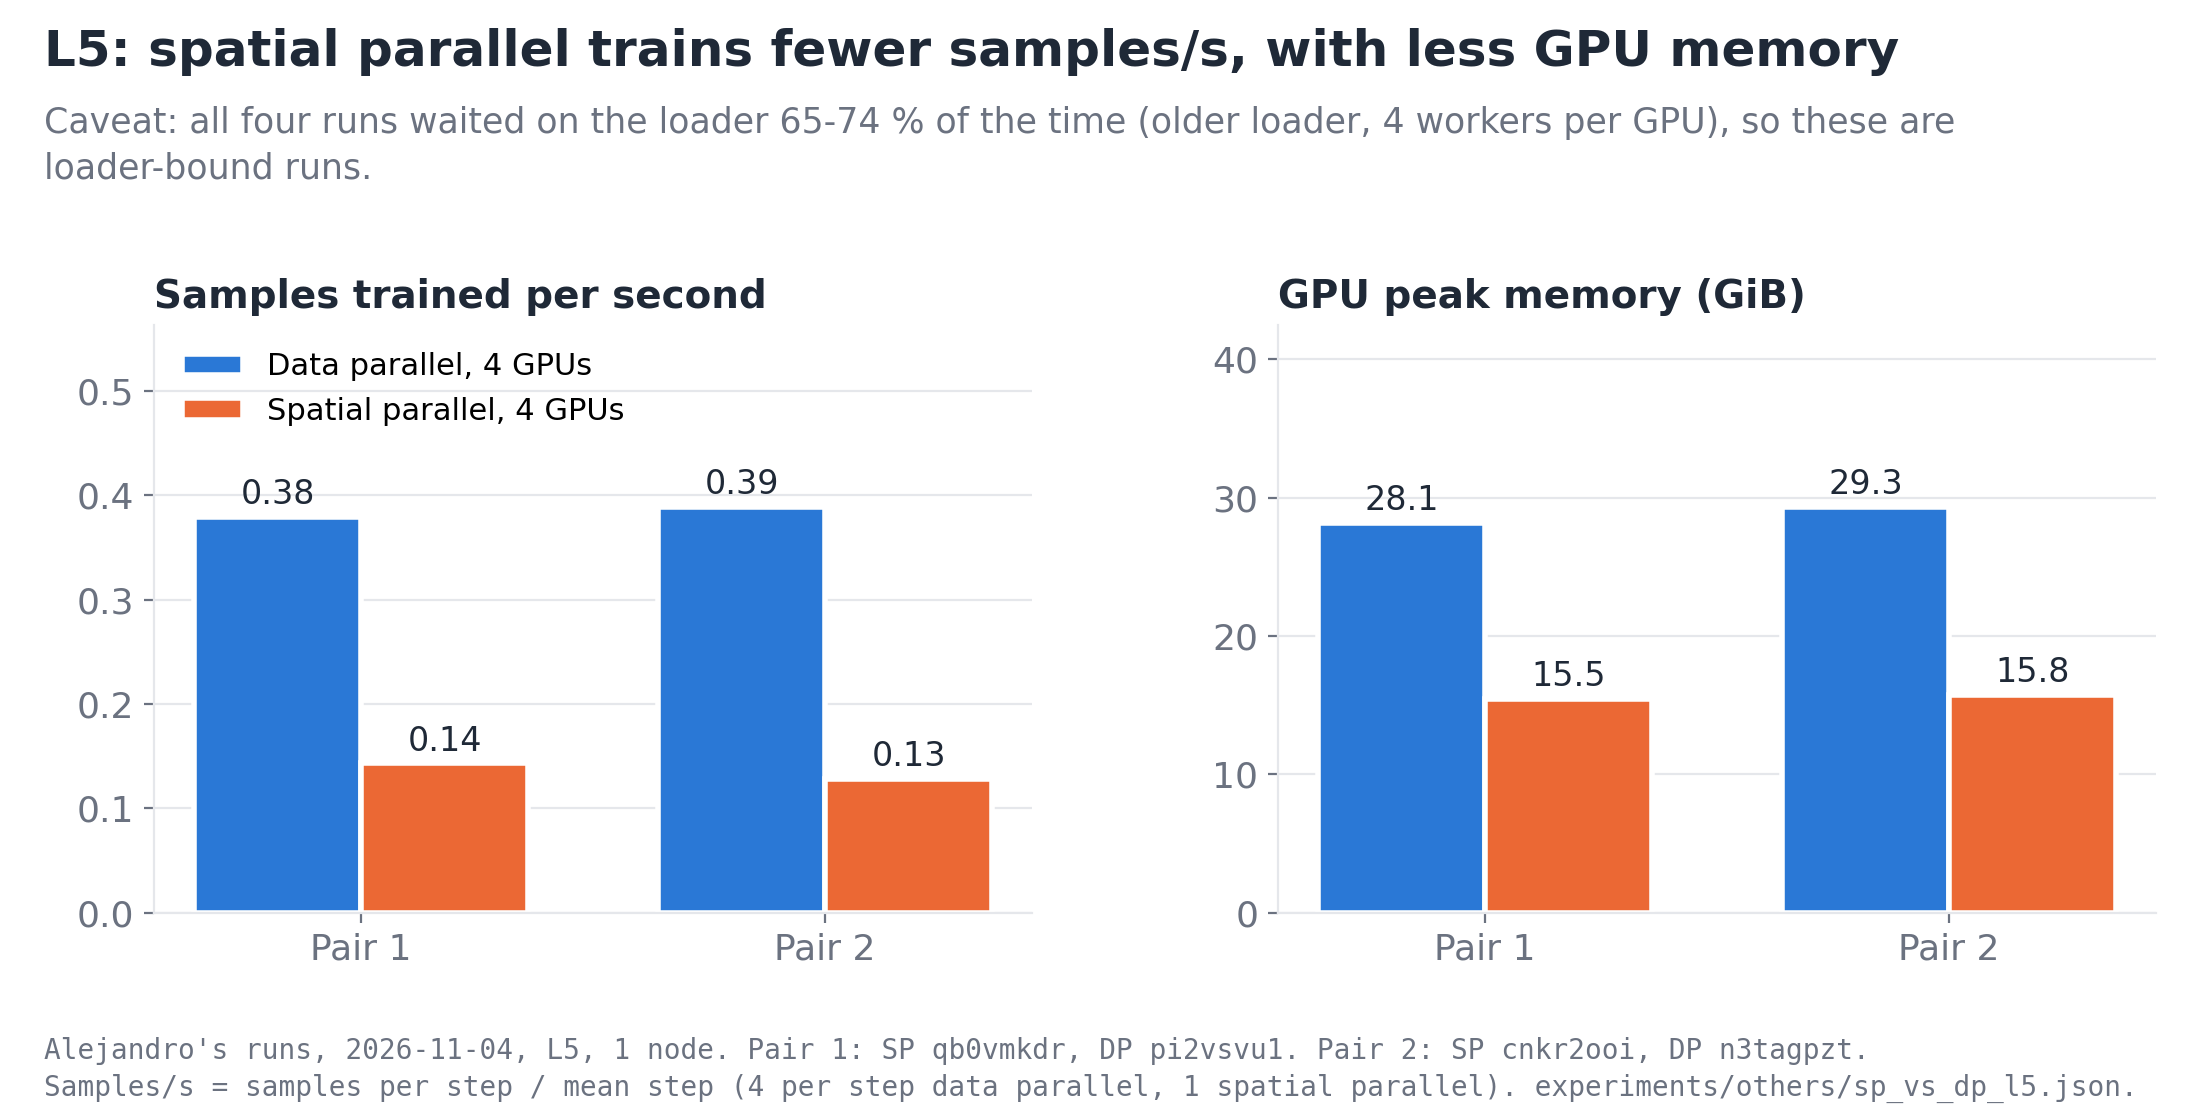 L5: spatial parallel trains fewer samples/s, with less GPU memory
Caveat: all four runs waited on the loader 65-74 % of the time (older loader, 4 workers per GPU), so these are
loader-bound runs.
Samples trained per second
Data parallel, 4 GPUs
Spatial parallel, 4 GPUs
0.5
0.4
0.3
0.2
0.1
0.0
0.38
0.14
0.39
0.13
Pair 1
Pair 2
GPU peak memory (GiB)
40
30
20
10
0
28.1
15.5
29.3
15.8
Pair 1
Pair 2
Alejandro's runs, 2026-11-04, L5, 1 node. Pair 1: SP qb0vmkdr, DP pi2vsvu1. Pair 2: SP cnkr2ooi, DP n3tagpzt.
Samples/s = samples per step / mean step (4 per step data parallel, 1 spatial parallel). experiments/others/sp_vs_dp_l5.json.